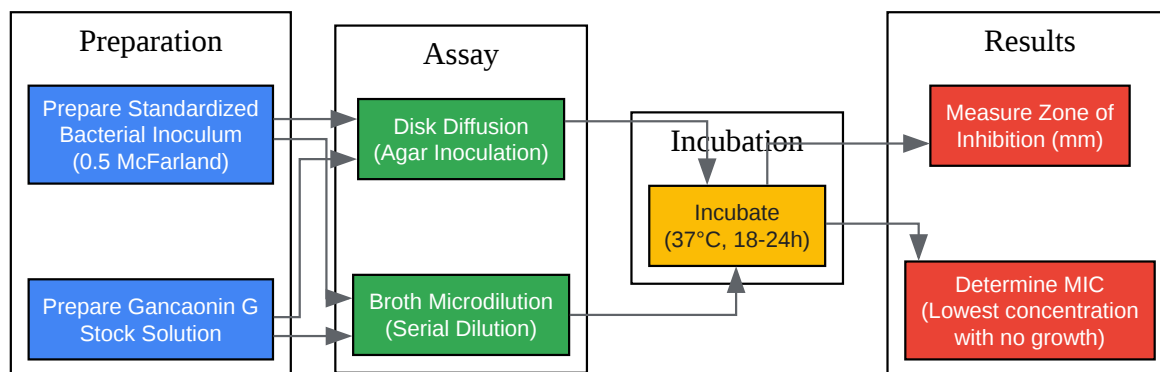 Preparation
Prepare Standardized
Bacterial Inoculum
(0.5 McFarland)
Prepare Gancaonin G
Stock Solution
Assay
Disk Diffusion
(Agar Inoculation)
Broth Microdilution
(Serial Dilution)
Incubation
Incubate
(37°C, 18-24h)
Results
Measure Zone of
Inhibition (mm)
Determine MIC
(Lowest concentration
with no growth)